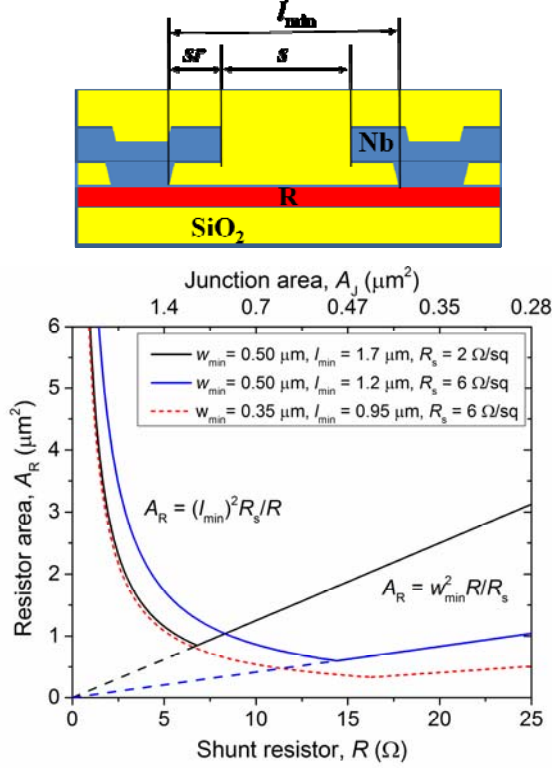 l_min
sr s
Nb
R
SiO₂
Junction area, A_J (μm²)
1.4 0.7 0.47 0.35 0.28
w_min = 0.50 μm, l_min = 1.7 μm, R_s = 2 Ω/sq
w_min = 0.50 μm, l_min = 1.2 μm, R_s = 6 Ω/sq
w_min = 0.35 μm, l_min = 0.95 μm, R_s = 6 Ω/sq
A_R = (l_min)²R_s/R
A_R = w²_min R/R_s
Resistor area, A_R (μm²)
6
5
4
3
2
1
0
0 5 10 15 20 25
Shunt resistor, R (Ω)